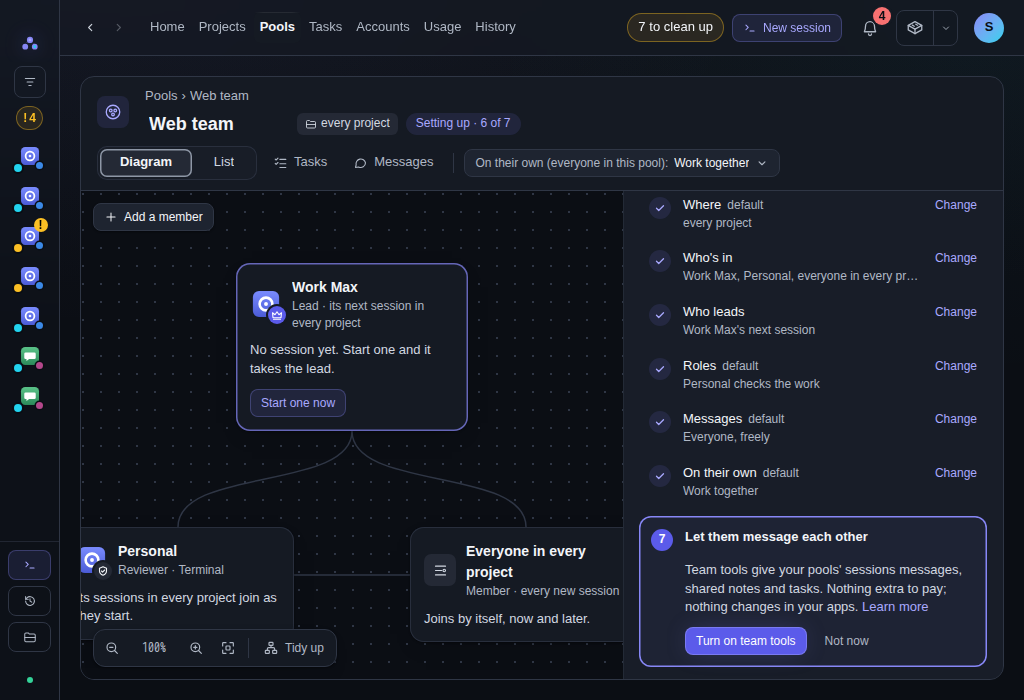 Home Projects Pools Tasks Accounts Usage History
7 to clean up
New session
4
S
!4
!
Pools › Web team
Web team
every project
Setting up · 6 of 7
Diagram
List
Tasks
Messages
On their own (everyone in this pool): Work together
Add a member
Work Max
Lead · its next session in
every project
No session yet. Start one and it
takes the lead.
Start one now
Personal
Reviewer · Terminal
ts sessions in every project join as
hey start.
Everyone in every
project
Member · every new session
Joins by itself, now and later.
100%
Tidy up
Where default
every project
Change
Who's in
Work Max, Personal, everyone in every pr…
Change
Who leads
Work Max's next session
Change
Roles default
Personal checks the work
Change
Messages default
Everyone, freely
Change
On their own default
Work together
Change
7
Let them message each other
Team tools give your pools' sessions messages,
shared notes and tasks. Nothing extra to pay;
nothing changes in your apps. Learn more
Turn on team tools
Not now